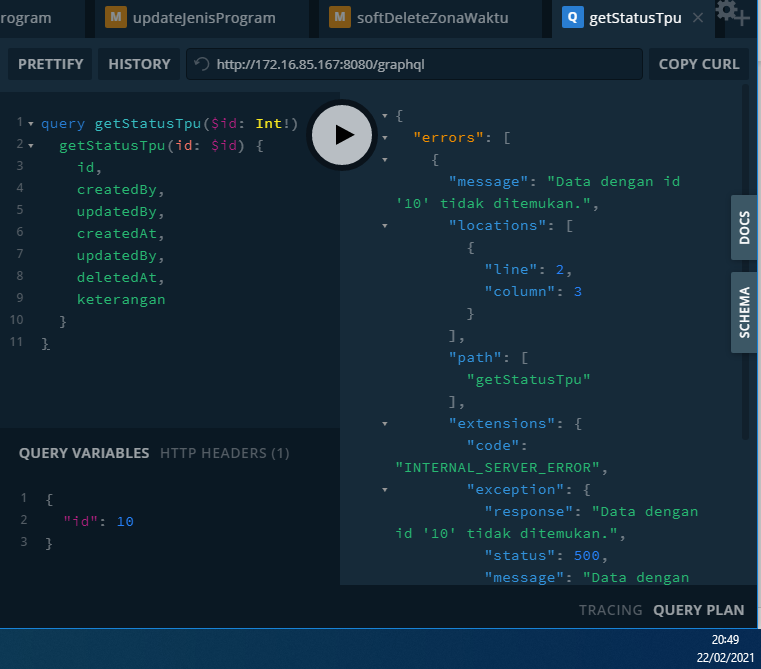 rogram
M updateJenisProgram
M softDeleteZonaWaktu
Q getStatusTpu
PRETTIFY HISTORY http://172.16.85.167:8080/graphql COPY CURL
1 query getStatusTpu($id: Int!)
2 getStatusTpu(id: $id) {
3 id,
4 createdBy,
5 updatedBy,
6 createdAt,
7 updatedBy,
8 deletedAt,
9 keterangan
10 }
11 }
QUERY VARIABLES HTTP HEADERS (1)
1 {
2 "id": 10
3 }
{
"errors": [
{
"message": "Data dengan id
'10' tidak ditemukan.",
"locations": [
{
"line": 2,
"column": 3
}
],
"path": [
"getStatusTpu"
],
"extensions": {
"code":
"INTERNAL_SERVER_ERROR",
"exception": {
"response": "Data dengan
id '10' tidak ditemukan.",
"status": 500,
"message": "Data dengan
DOCS
SCHEMA
TRACING QUERY PLAN
20:49
22/02/2021